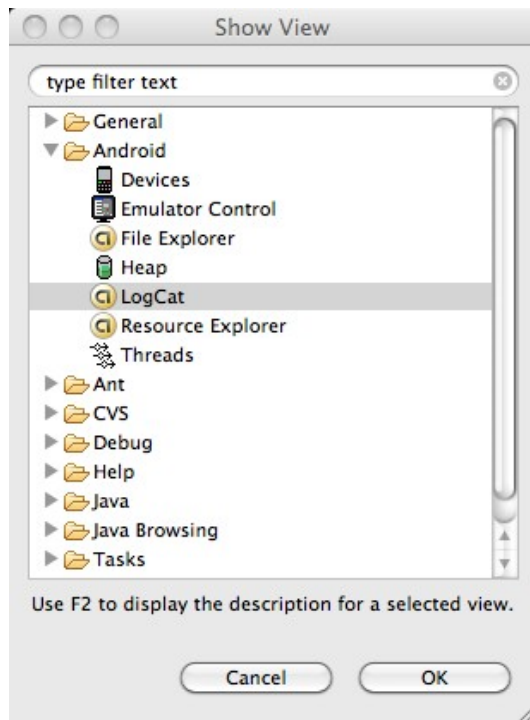 Show View
type filter text
General
Android
Devices
Emulator Control
File Explorer
Heap
LogCat
Resource Explorer
Threads
Ant
CVS
Debug
Help
Java
Java Browsing
Tasks
Use F2 to display the description for a selected view.
Cancel OK